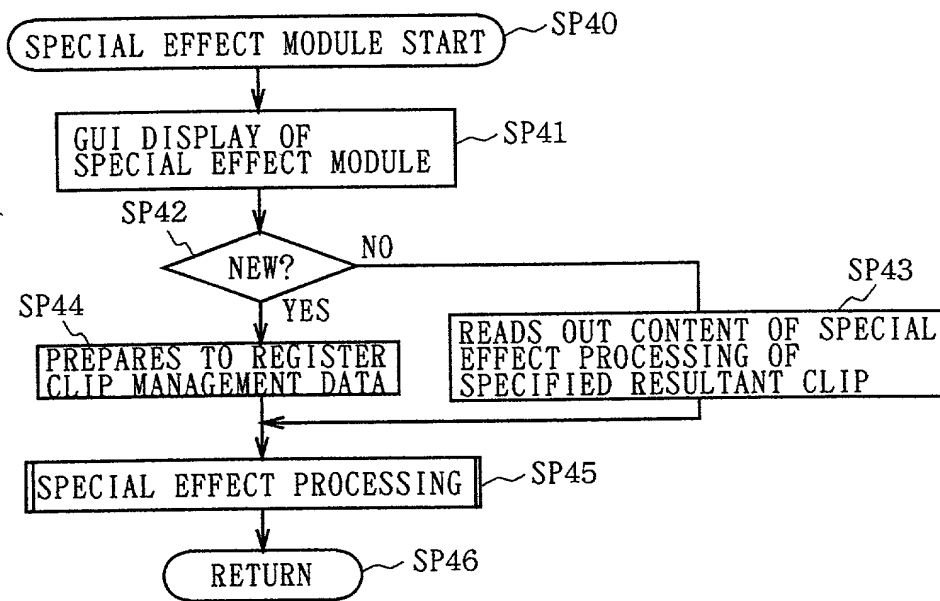 SPECIAL EFFECT MODULE START
SP40
GUI DISPLAY OF
SPECIAL EFFECT MODULE
SP41
SP42
NEW?
NO
YES
SP43
READS OUT CONTENT OF SPECIAL
EFFECT PROCESSING OF
SPECIFIED RESULTANT CLIP
SP44
PREPARES TO REGISTER
CLIP MANAGEMENT DATA
SPECIAL EFFECT PROCESSING
SP45
RETURN
SP46